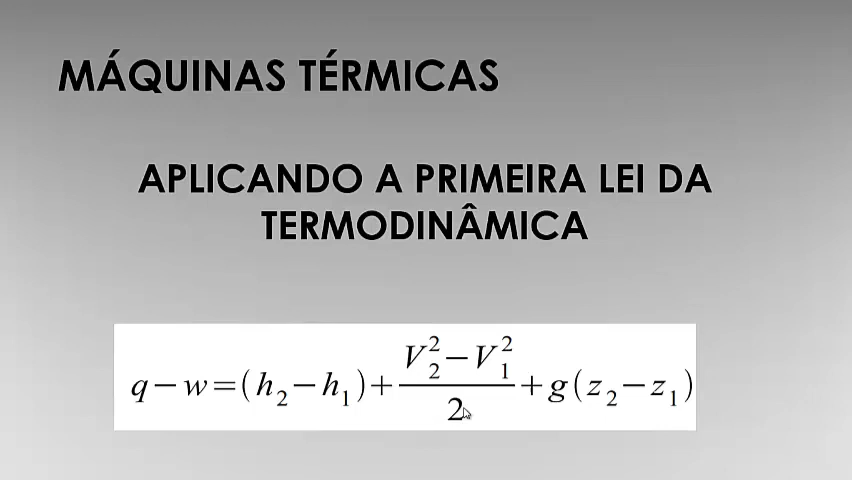 MÁQUINAS TÉRMICAS
APLICANDO A PRIMEIRA LEI DA
TERMODINÂMICA
q−w=(h₂−h₁)+(V₂²−V₁²)/2+g(z₂−z₁)